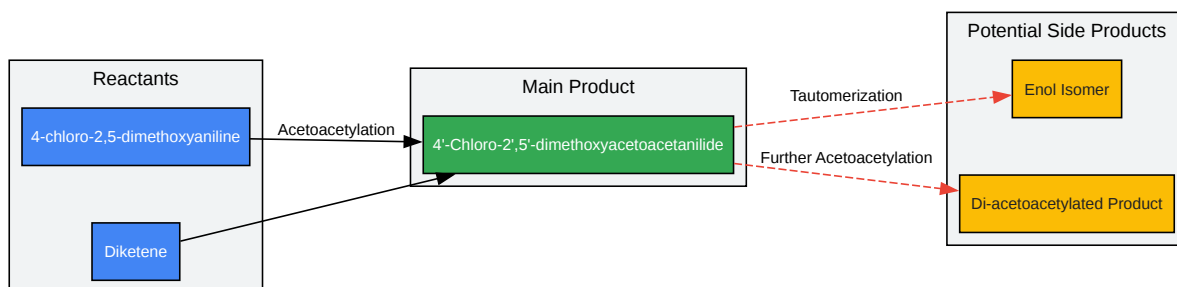 Reactants
4-chloro-2,5-dimethoxyaniline
Diketene
Acetoacetylation
Main Product
4'-Chloro-2',5'-dimethoxyacetoacetanilide
Tautomerization
Further Acetoacetylation
Potential Side Products
Enol Isomer
Di-acetoacetylated Product